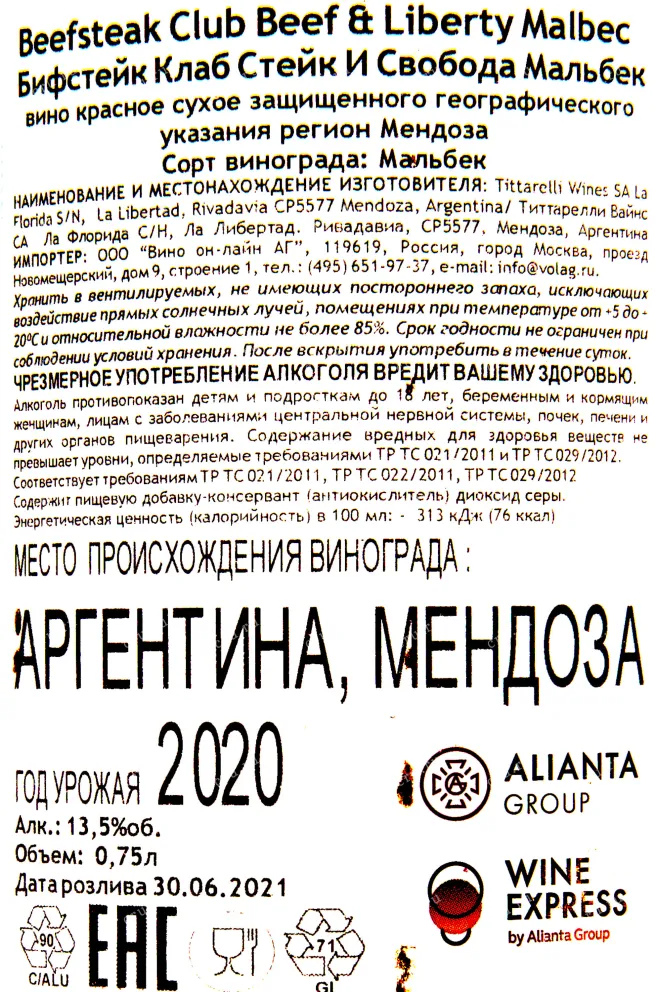 Beefsteak Club Beef & Liberty Malbec
Бифстейк Клаб Стейк И Свобода Мальбек
вино красное сухое защищенного географического
указания регион Мендоза
Сорт винограда: Мальбек
НАИМЕНОВАНИЕ И МЕСТОНАХОЖДЕНИЕ ИЗГОТОВИТЕЛЯ: Tittarelli Wines SA La
Florida S/N, La Libertad, Rivadavia CP5577 Mendoza, Argentina/ Титтарелли Вайнс
СА Ла Флорида С/Н, Ла Либертад. Ривадавиа, СР5577, Мендоза, Аргентина
ИМПОРТЕР: ООО "Вино он-лайн АГ", 119619, Россия, город Москва, проезд
Новомещерский, дом 9, строение 1, тел.: (495) 651-97-37, e-mail: info@volag.ru.
Хранить в вентилируемых, не имеющих постороннего запаха, исключающих
воздействие прямых солнечных лучей, помещениях при температуре от +5 до +
20ºС и относительной влажности не более 85%. Срок годности не ограничен при
соблюдении условий хранения. После вскрытия употребить в течение суток.
ЧРЕЗМЕРНОЕ УПОТРЕБЛЕНИЕ АЛКОГОЛЯ ВРЕДИТ ВАШЕМУ ЗДОРОВЬЮ.
Алкоголь противопоказан детям и подросткам до 18 лет, беременным и кормящим
женщинам, лицам с заболеваниями центральной нервной системы, почек, печени и
других органов пищеварения. Содержание вредных для здоровья веществ не
превышает уровни, определяемые требованиями ТР ТС 021/2011 и ТР ТС 029/2012.
Соответствует требованиям ТР ТС 021/2011, ТР ТС 022/2011, ТР ТС 029/2012
Содержит пищевую добавку-консервант (антиокислитель) диоксид серы.
Энергетическая ценность (калорийность) в 100 мл: - 313 кДж (76 ккал)
МЕСТО ПРОИСХОЖДЕНИЯ ВИНОГРАДА :
АРГЕНТИНА, МЕНДОЗА
ГОД УРОЖАЯ 2020
Алк.: 13,5%об.
Объем: 0,75л
Дата розлива 30.06.2021
ALIANTA
GROUP
WINE
EXPRESS
by Alianta Group
90
C/ALU
EAC
71
GL